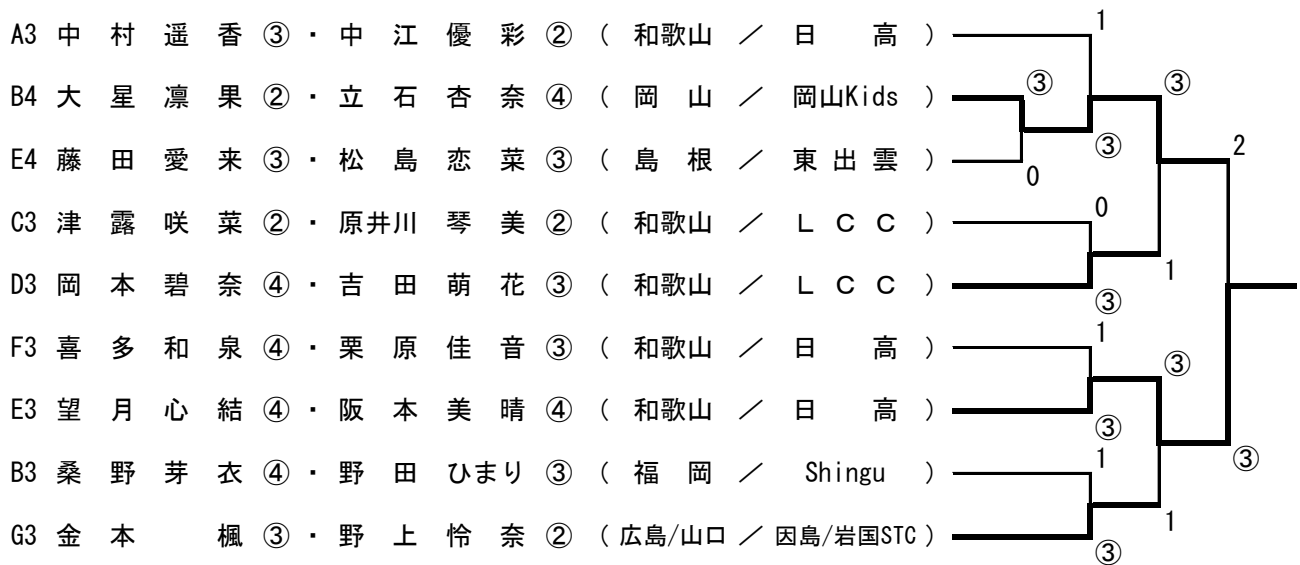 1
A3 中村遥香 ③ ・ 中江優彩 ② ( 和歌山 / 日高 )
B4 大星凛果 ② ・ 立石杏奈 ④ ( 岡山 / 岡山Kids ) ③ ③
E4 藤田愛来 ③ ・ 松島恋菜 ③ ( 島根 / 東出雲 ) 0 ③ 2
C3 津露咲菜 ② ・ 原井川琴美 ② ( 和歌山 / LCC ) 0
D3 岡本碧奈 ④ ・ 吉田萌花 ③ ( 和歌山 / LCC ) ③ 1
F3 喜多和泉 ④ ・ 栗原佳音 ③ ( 和歌山 / 日高 ) 1 ③
E3 望月心結 ④ ・ 阪本美晴 ④ ( 和歌山 / 日高 ) ③
B3 桑野芽衣 ④ ・ 野田ひまり ③ ( 福岡 / Shingu ) 1 ③
G3 金本楓 ③ ・ 野上怜奈 ② ( 広島/山口 / 因島/岩国STC ) ③ 1